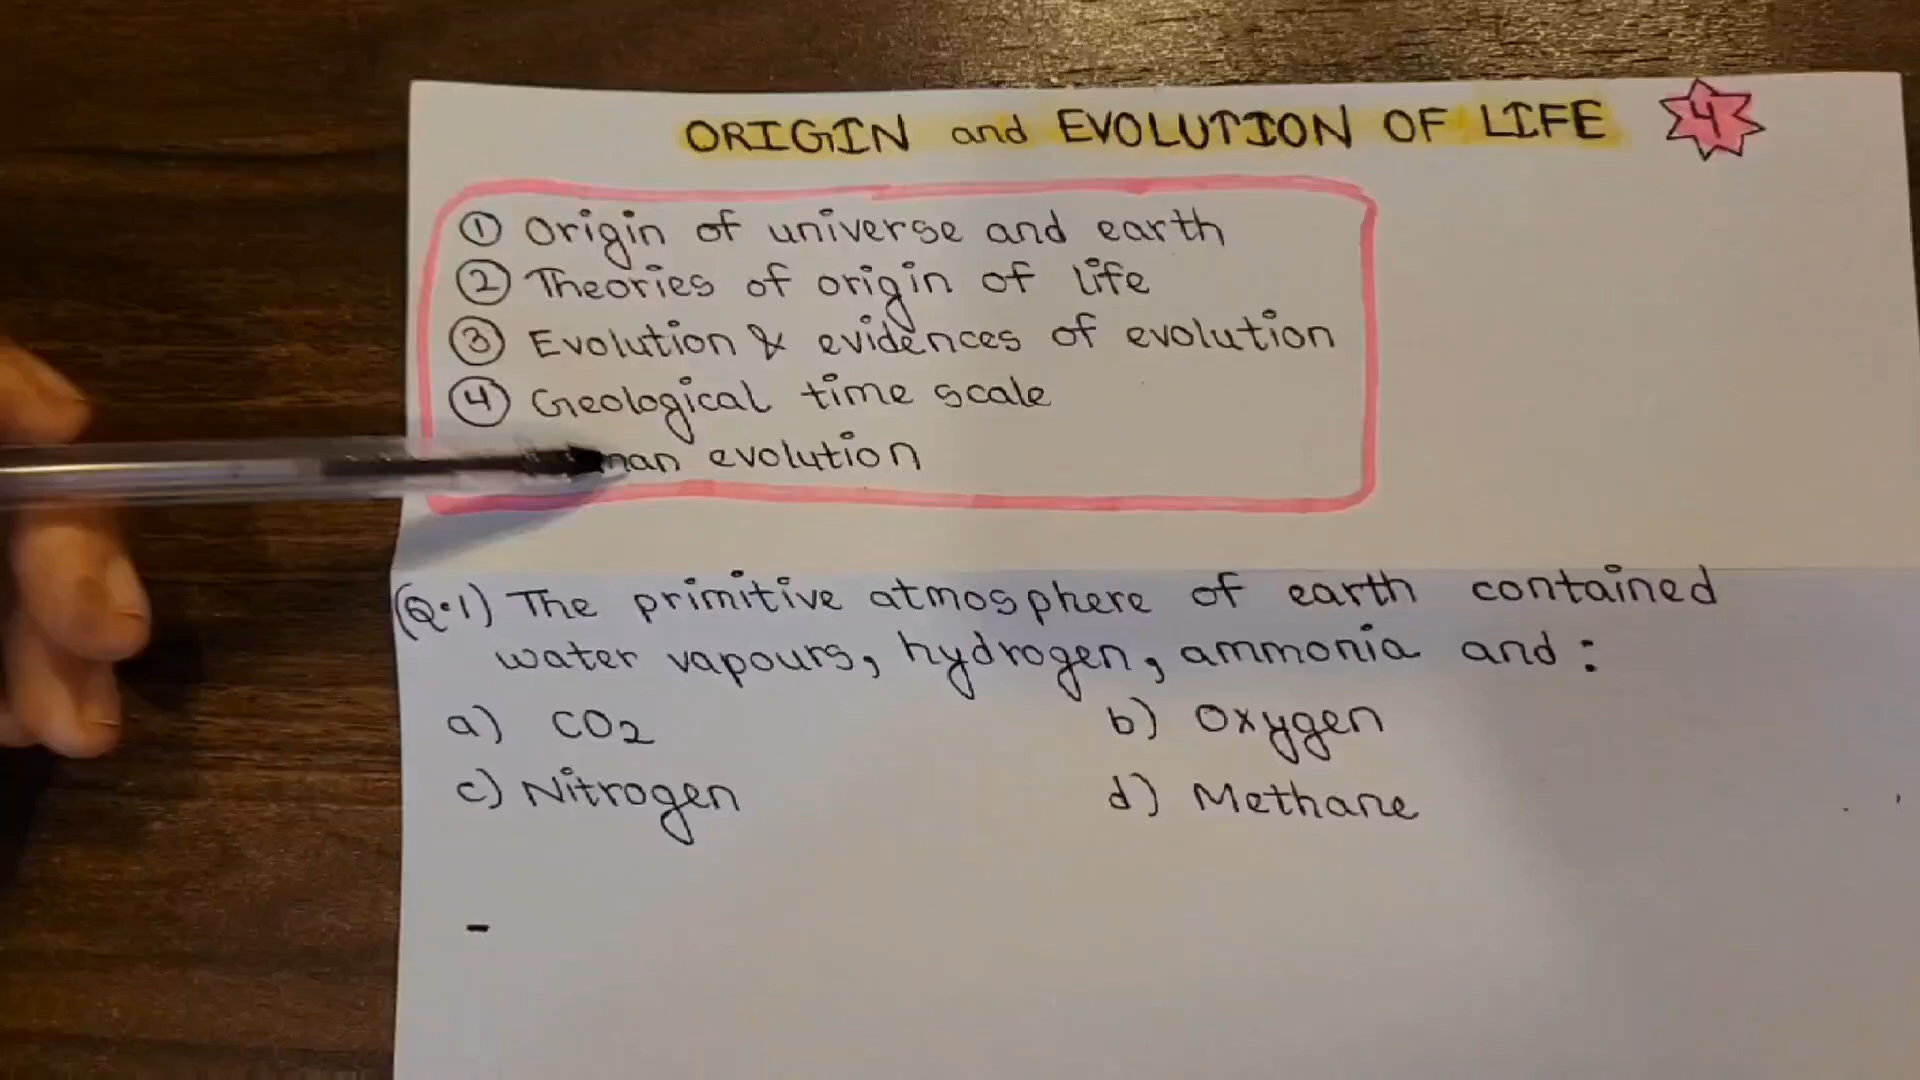 ORIGIN and EVOLUTION OF LIFE 4
① Origin of universe and earth
② Theories of origin of life
③ Evolution & evidences of evolution
④ Geological time scale
evolution
(Q.1) The primitive atmosphere of earth contained
water vapours, hydrogen, ammonia and :
a) CO2 b) Oxygen
c) Nitrogen d) Methane